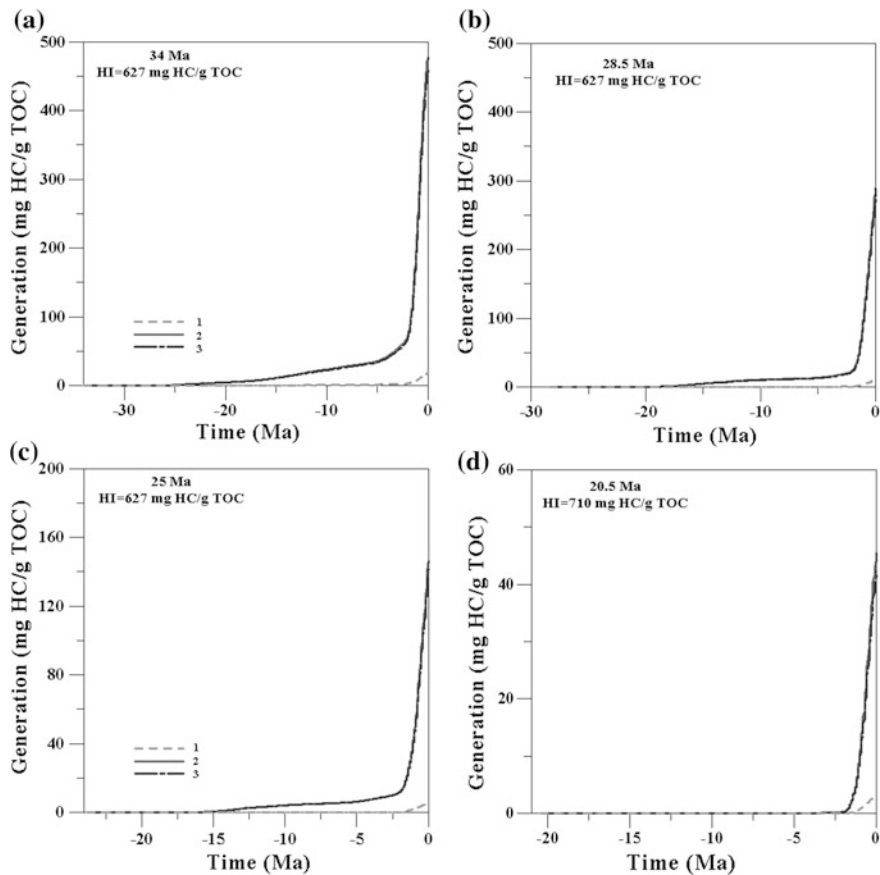 (a)
34 Ma
HI=627 mg HC/g TOC
Generation (mg HC/g TOC)
500
400
300
200
100
0
1
2
3
-30
-20
-10
0
Time (Ma)
(b)
28.5 Ma
HI=627 mg HC/g TOC
Generation (mg HC/g TOC)
500
400
300
200
100
0
-30
-20
-10
0
Time (Ma)
(c)
25 Ma
HI=627 mg HC/g TOC
Generation (mg HC/g TOC)
200
160
120
80
40
0
1
2
3
-20
-15
-10
-5
0
Time (Ma)
(d)
20.5 Ma
HI=710 mg HC/g TOC
Generation (mg HC/g TOC)
60
40
20
0
-20
-15
-10
-5
0
Time (Ma)